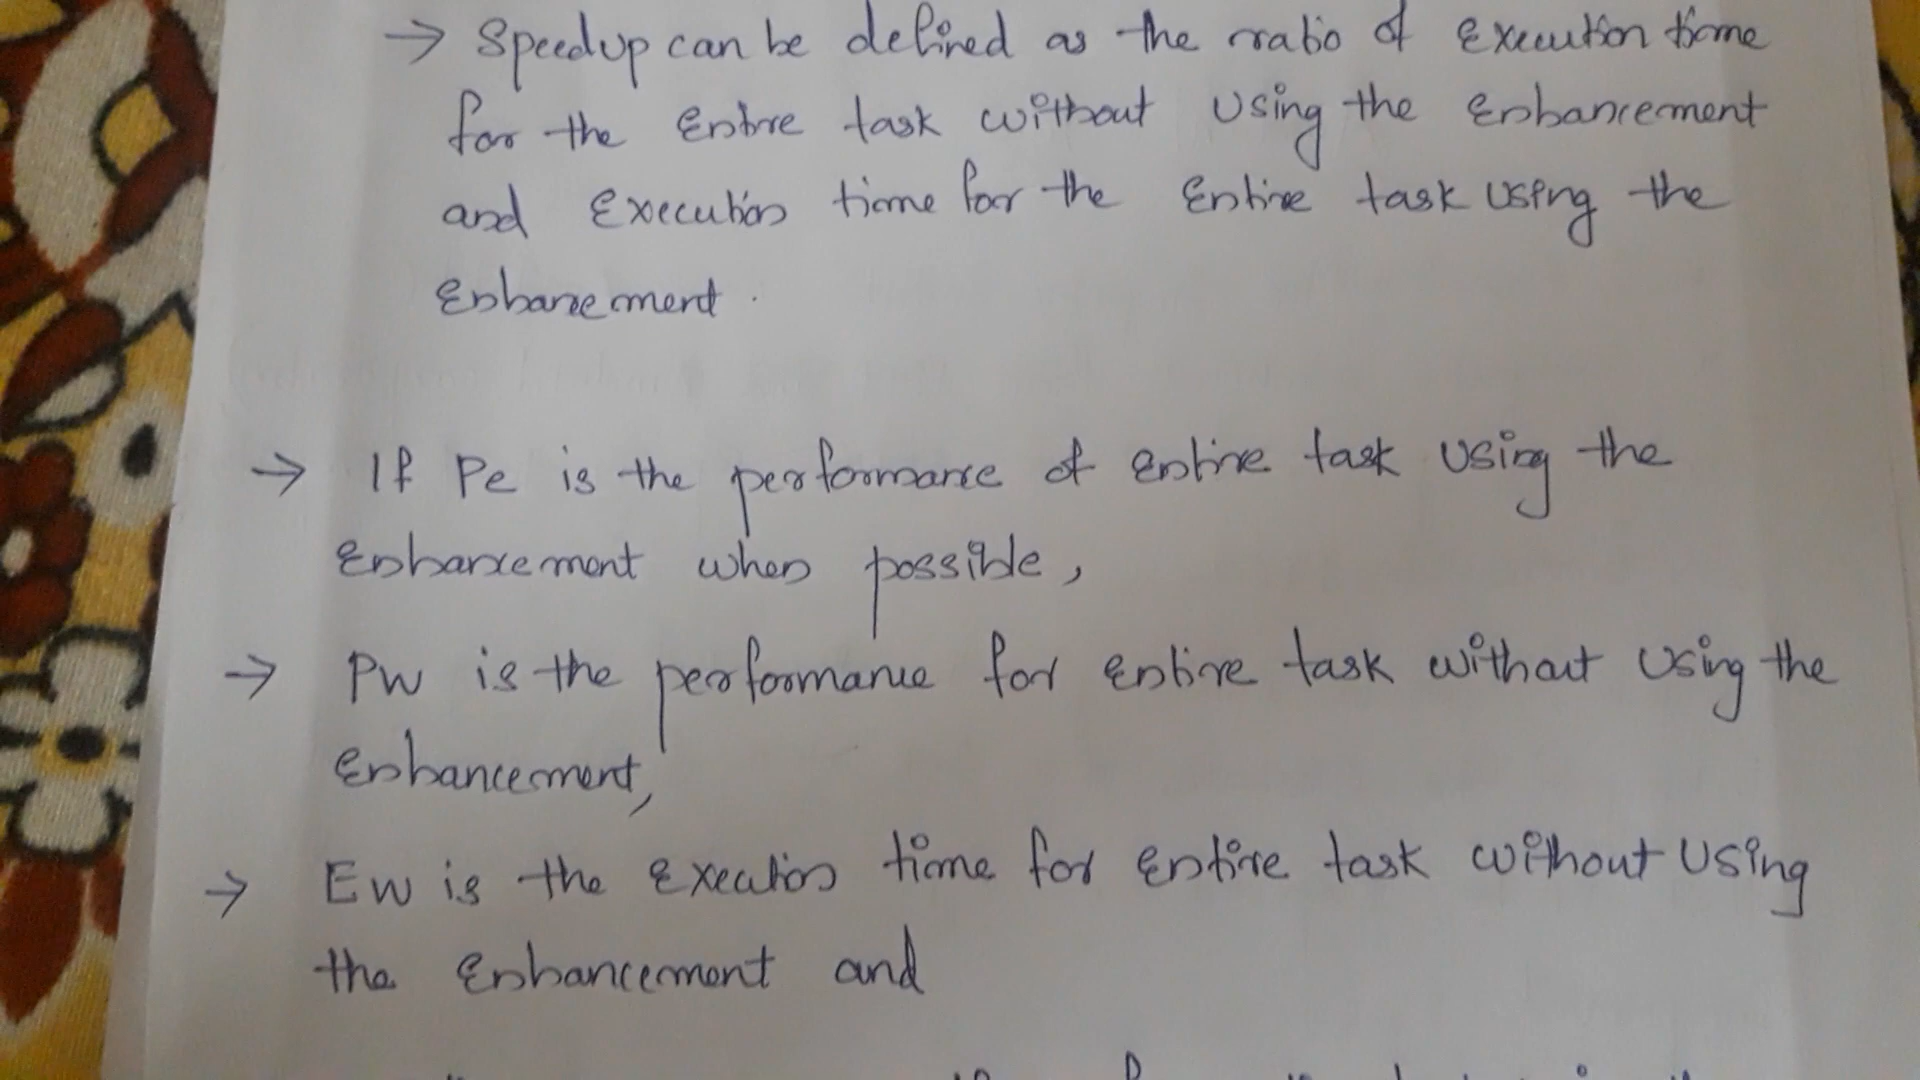 → Speedup can be defined as the ratio of Execution time
for the Entire task without Using the Enhancement
and Execution time for the Entire task Using the
Enhancement.
→ If Pe is the performance of Entire task Using the
Enhancement when possible,
→ Pw is the performance for Entire task without Using the
Enhancement,
→ Ew is the Execution time for Entire task without Using
the Enhancement and